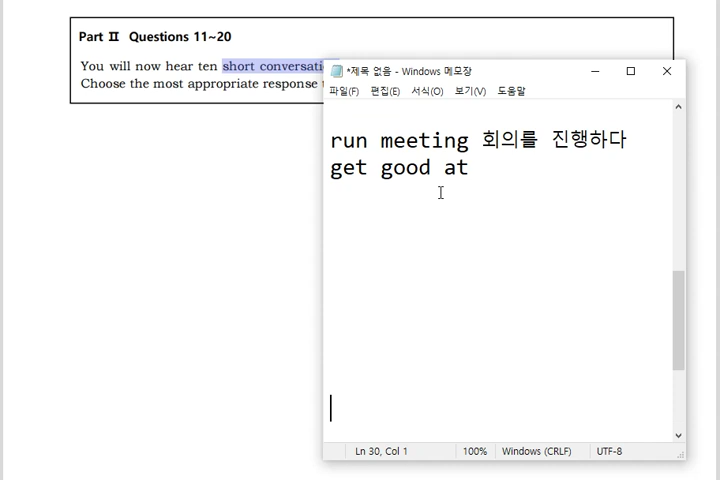 Part Ⅱ Questions 11~20
You will now hear ten short conversati
Choose the most appropriate response
*제목 없음 - Windows 메모장
파일(F) 편집(E) 서식(O) 보기(V) 도움말
run meeting 회의를 진행하다
get good at
Ln 30, Col 1 100% Windows (CRLF) UTF-8